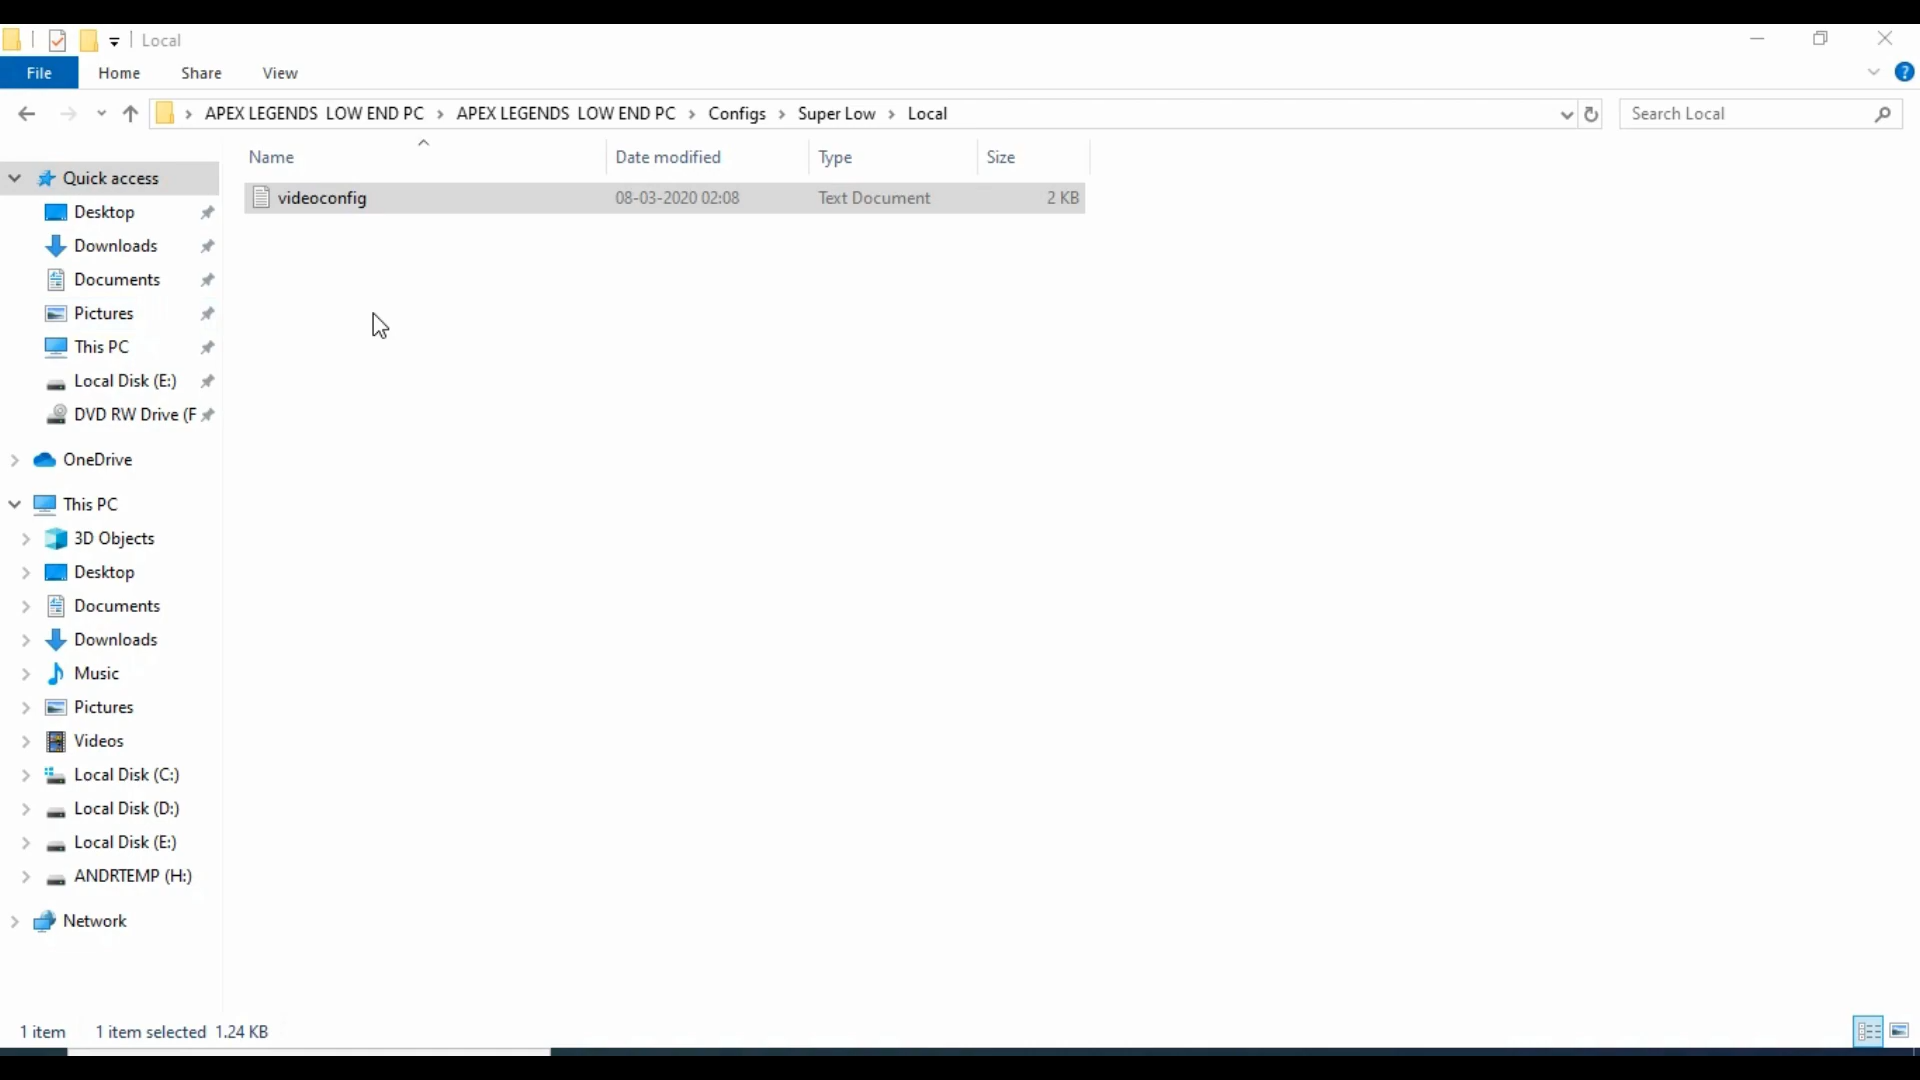 Local
File Home Share View
APEX LEGENDS LOW END PC > APEX LEGENDS LOW END PC > Configs > Super Low > Local
Search Local
Name Date modified Type Size
videoconfig 08-03-2020 02:08 Text Document 2 KB
Quick access
Desktop
Downloads
Documents
Pictures
This PC
Local Disk (E:)
DVD RW Drive (F
OneDrive
This PC
3D Objects
Desktop
Documents
Downloads
Music
Pictures
Videos
Local Disk (C:)
Local Disk (D:)
Local Disk (E:)
ANDRTEMP (H:)
Network
1 item 1 item selected 1.24 KB